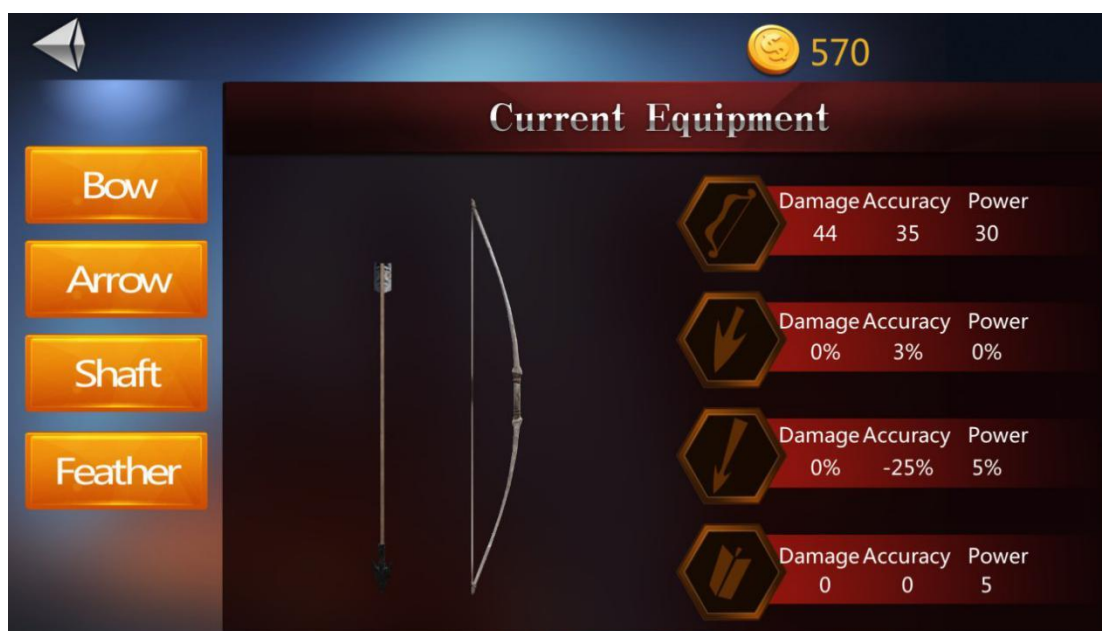 570
Current Equipment
Bow
Arrow
Shaft
Feather
Damage Accuracy Power
44 35 30
Damage Accuracy Power
0% 3% 0%
Damage Accuracy Power
0% -25% 5%
Damage Accuracy Power
0 0 5